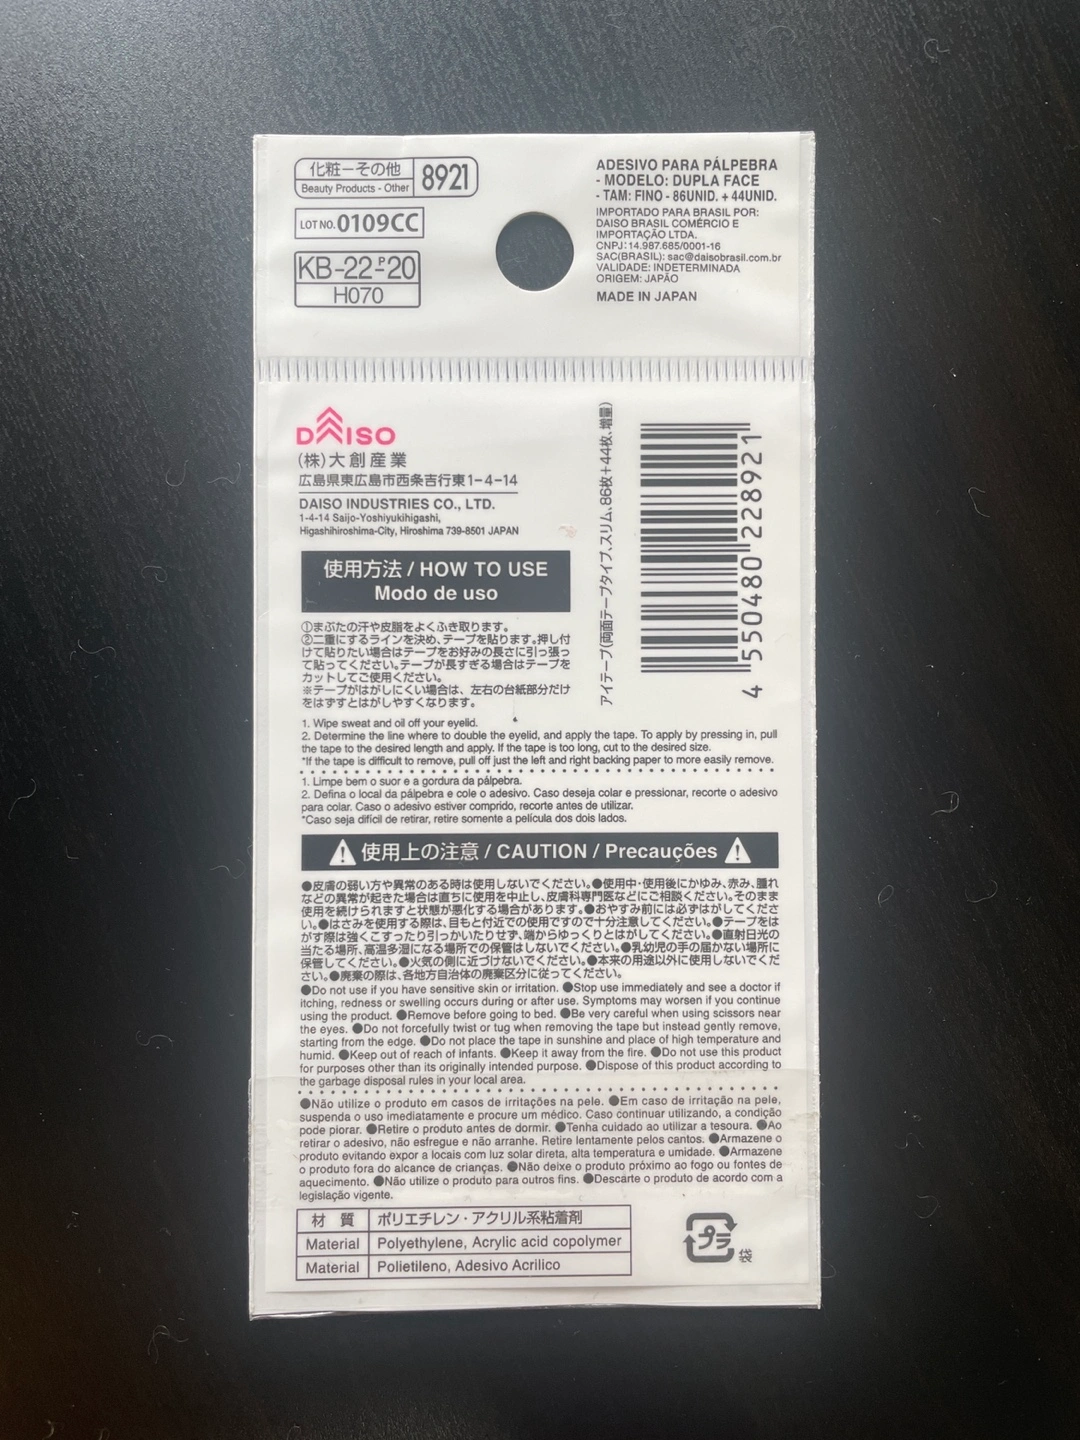 化粧－その他
Beauty Products - Other
8921
LOT NO. 0109CC
KB-22-P-20
H070
ADESIVO PARA PÁLPEBRA
- MODELO: DUPLA FACE
- TAM: FINO - 86UNID. + 44UNID.
IMPORTADO PARA BRASIL POR:
DAISO BRASIL COMÉRCIO E
IMPORTAÇÃO LTDA.
CNPJ: 14.987.685/0001-16
SAC(BRASIL): sac@daisobrasil.com.br
VALIDADE: INDETERMINADA
ORIGEM: JAPÃO
MADE IN JAPAN
DAISO
(株)大創産業
広島県東広島市西条吉行東1-4-14
DAISO INDUSTRIES CO., LTD.
1-4-14 Saijo-Yoshiyukihigashi,
Higashihiroshima-City, Hiroshima 739-8501 JAPAN
アイテープ(両面テープタイプ、スリム、86枚＋44枚、増量)
4 550480 228921
使用方法 / HOW TO USE
Modo de uso
①まぶたの汗や皮脂をよくふき取ります。
②二重にするラインを決め、テープを貼ります。押し付
けて貼りたい場合はテープをお好みの長さに引っ張っ
て貼ってください。テープが長すぎる場合はテープを
カットしてご使用ください。
※テープがはがしにくい場合は、左右の台紙部分だけ
をはずすとはがしやすくなります。
1. Wipe sweat and oil off your eyelid.
2. Determine the line where to double the eyelid, and apply the tape. To apply by pressing in, pull
the tape to the desired length and apply. If the tape is too long, cut to the desired size.
*If the tape is difficult to remove, pull off just the left and right backing paper to more easily remove.
1. Limpe bem o suor e a gordura da pálpebra.
2. Defina o local da pálpebra e cole o adesivo. Caso deseja colar e pressionar, recorte o adesivo
para colar. Caso o adesivo estiver comprido, recorte antes de utilizar.
*Caso seja difícil de retirar, retire somente a película dos dois lados.
使用上の注意 / CAUTION / Precauções
●皮膚の弱い方や異常のある時は使用しないでください。●使用中・使用後にかゆみ、赤み、腫れ
などの異常が起きた場合は直ちに使用を中止し、皮膚科専門医などにご相談ください。そのまま
使用を続けられますと状態が悪化する場合があります。●おやすみ前には必ずはがしてくださ
い。●はさみを使用する際は、目もと付近での使用ですので十分注意してください。●テープをは
がす際は強くこすったり引っかいたりせず、端からゆっくりとはがしてください。●直射日光の
当たる場所、高温多湿になる場所での保管はしないでください。●乳幼児の手の届かない場所に
保管してください。●火気の側に近づけないでください。●本来の用途以外に使用しないでくだ
さい。●廃棄の際は、各地方自治体の廃棄区分に従ってください。
●Do not use if you have sensitive skin or irritation. ●Stop use immediately and see a doctor if
itching, redness or swelling occurs during or after use. Symptoms may worsen if you continue
using the product. ●Remove before going to bed. ●Be very careful when using scissors near
the eyes. ●Do not forcefully twist or tug when removing the tape but instead gently remove,
starting from the edge. ●Do not place the tape in sunshine and place of high temperature and
humid. ●Keep out of reach of infants. ●Keep it away from the fire. ●Do not use this product
for purposes other than its originally intended purpose. ●Dispose of this product according to
the garbage disposal rules in your local area.
●Não utilize o produto em casos de irritações na pele. ●Em caso de irritação na pele,
suspenda o uso imediatamente e procure um médico. Caso continuar utilizando, a condição
pode piorar. ●Retire o produto antes de dormir. ●Tenha cuidado ao utilizar a tesoura. ●Ao
retirar o adesivo, não esfregue e não arranhe. Retire lentamente pelos cantos. ●Armazene o
produto evitando expor a locais com luz solar direta, alta temperatura e umidade. ●Armazene
o produto fora do alcance de crianças. ●Não deixe o produto próximo ao fogo ou fontes de
aquecimento. ●Não utilize o produto para outros fins. ●Descarte o produto de acordo com a
legislação vigente.
材 質 ポリエチレン・アクリル系粘着剤
Material Polyethylene, Acrylic acid copolymer
Material Polietileno, Adesivo Acrilico
プラ
袋